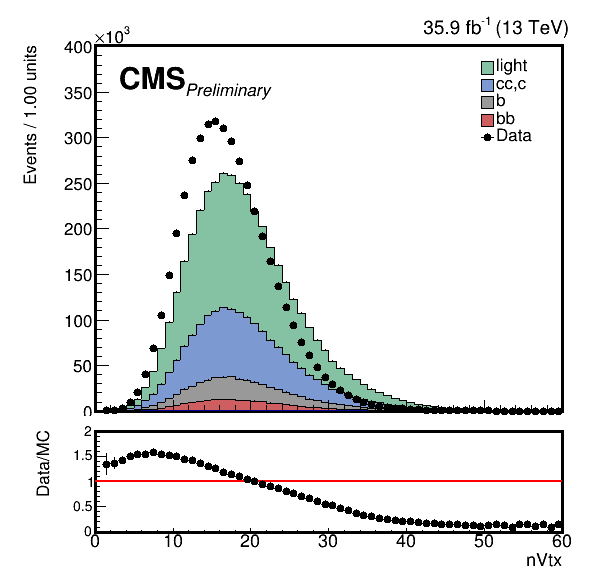 35.9 fb⁻¹ (13 TeV)
×10³
CMS Preliminary
Events / 1.00 units
400
350
300
250
200
150
100
50
0
light
cc,c
b
bb
Data
Data/MC
2
1.5
1
0.5
0
0 10 20 30 40 50 60
nVtx